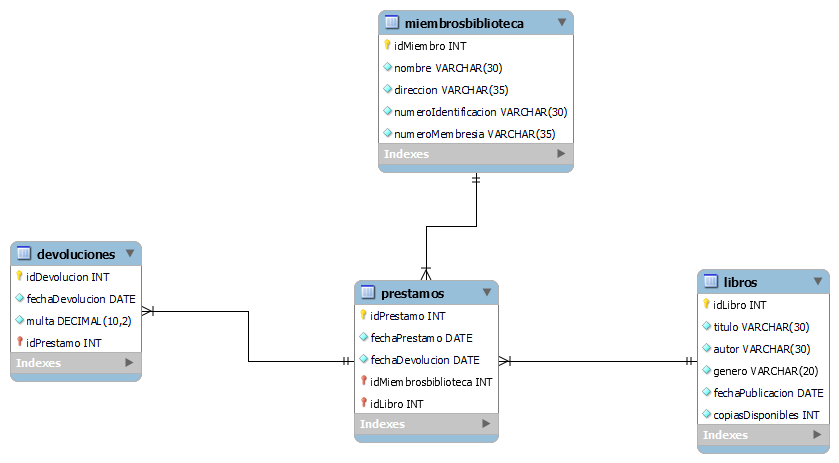 miembrosbiblioteca
idMiembro INT
nombre VARCHAR(30)
direccion VARCHAR(35)
numeroIdentificacion VARCHAR(30)
numeroMembresia VARCHAR(35)
Indexes
devoluciones
idDevolucion INT
fechaDevolucion DATE
multa DECIMAL(10,2)
idPrestamo INT
Indexes
prestamos
idPrestamo INT
fechaPrestamo DATE
fechaDevolucion DATE
idMiembrosbiblioteca INT
idLibro INT
Indexes
libros
idLibro INT
titulo VARCHAR(30)
autor VARCHAR(30)
genero VARCHAR(20)
fechaPublicacion DATE
copiasDisponibles INT
Indexes